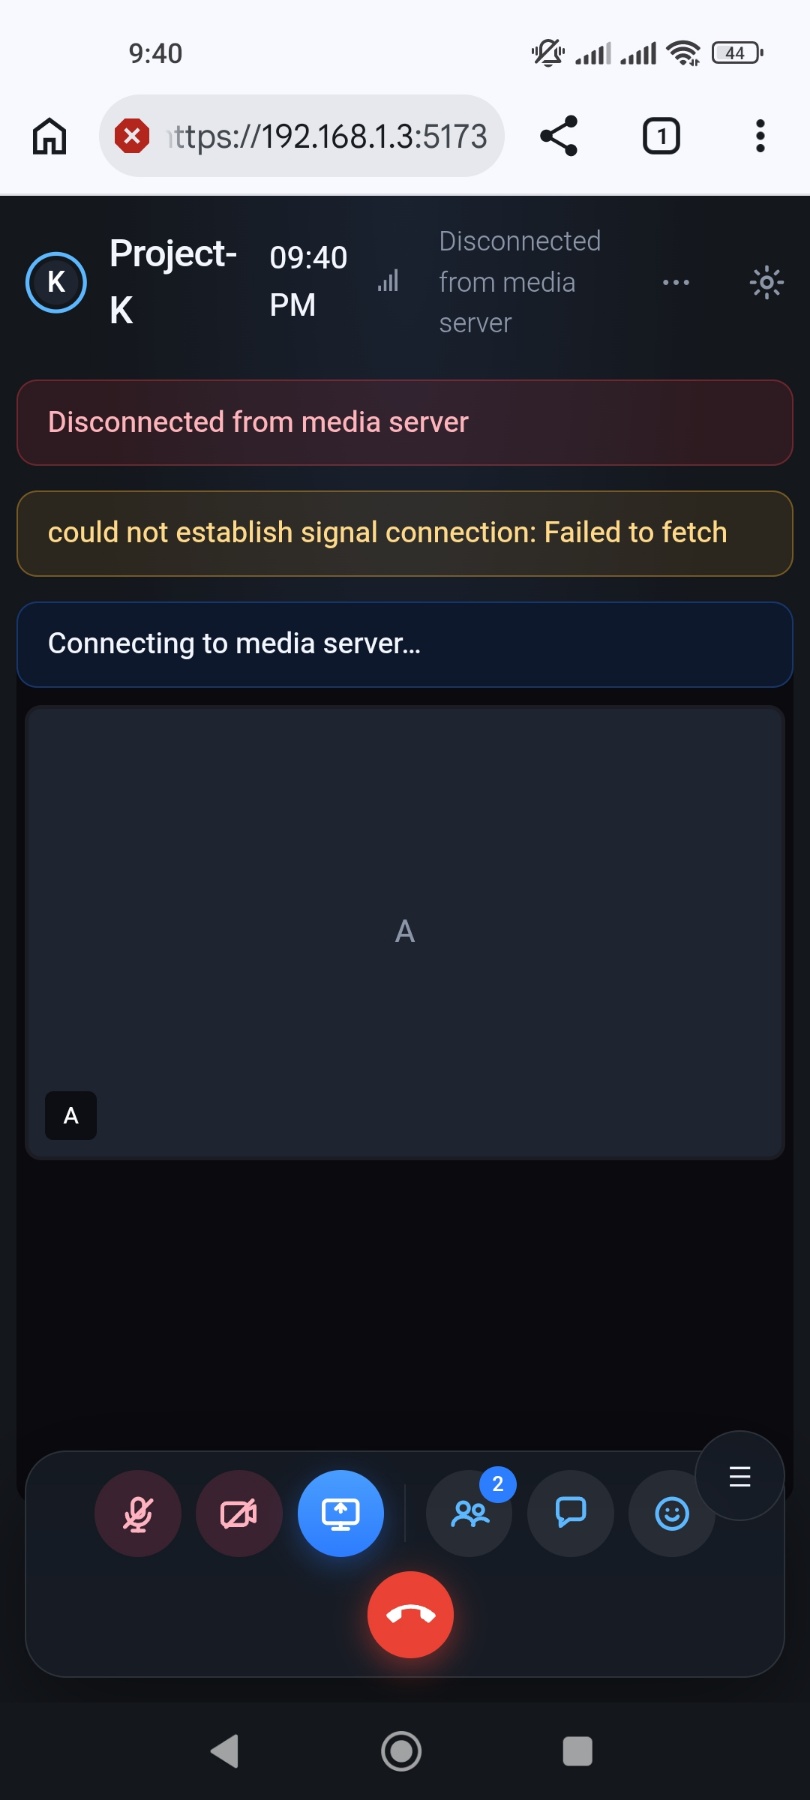 9:40
44
ttps://192.168.1.3:5173
1
K
Project-
K
09:40
PM
Disconnected
from media
server
Disconnected from media server
could not establish signal connection: Failed to fetch
Connecting to media server...
A
A
2